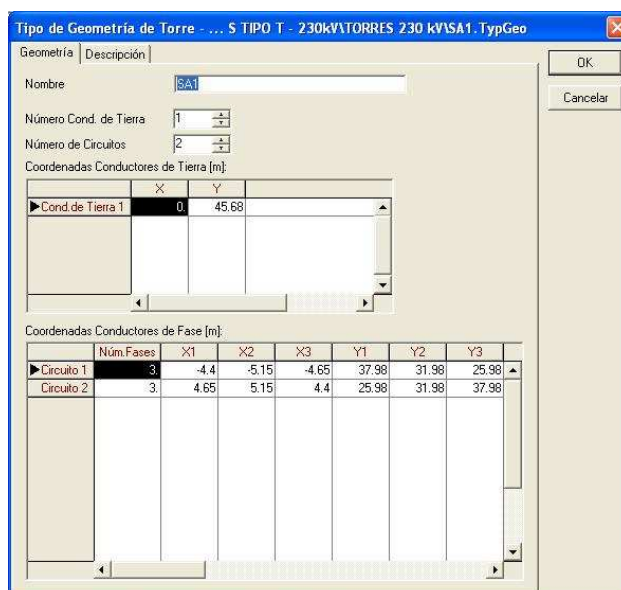 Tipo de Geometría de Torre - ... S TIPO T - 230kV\TORRES 230 kV\SA1.TypGeo
Geometría Descripción
OK
Cancelar
Nombre SA1
Número Cond. de Tierra 1
Número de Circuitos 2
Coordenadas Conductores de Tierra [m]:
X Y
Cond.de Tierra 1 0. 45.68
Coordenadas Conductores de Fase [m]:
Núm.Fases X1 X2 X3 Y1 Y2 Y3
Circuito 1 3. -4.4 -5.15 -4.65 37.98 31.98 25.98
Circuito 2 3. 4.65 5.15 4.4 25.98 31.98 37.98